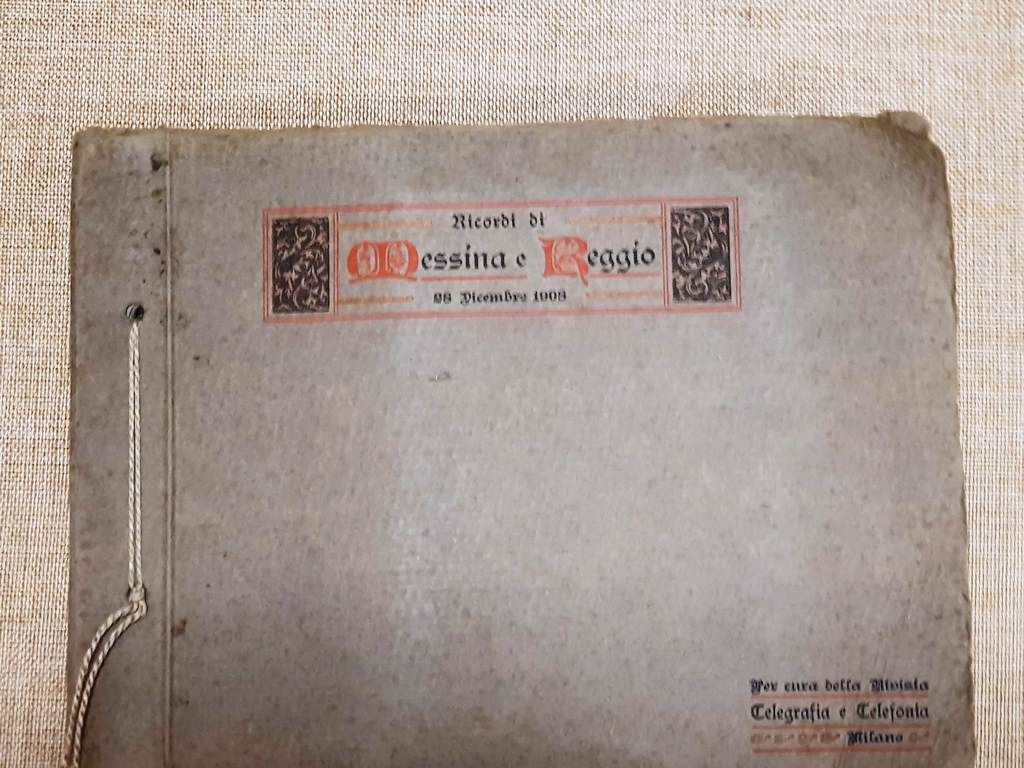 Ricordi di
Messina e Reggio
28 Dicembre 1908
Per cura della Rivista
Telegrafia e Telefonia
Milano